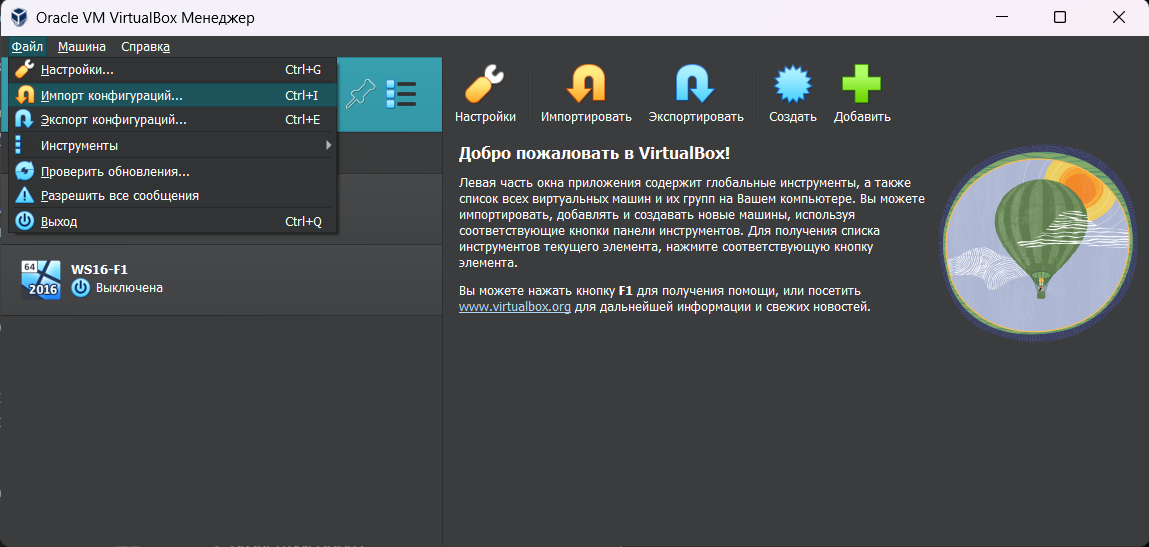 Oracle VM VirtualBox Менеджер
Файл Машина Справка
Настройки... Ctrl+G
Импорт конфигураций... Ctrl+I
Экспорт конфигураций... Ctrl+E
Инструменты
Проверить обновления...
Разрешить все сообщения
Выход Ctrl+Q
64
2016
WS16-F1
Выключена
Настройки Импортировать Экспортировать Создать Добавить
Добро пожаловать в VirtualBox!
Левая часть окна приложения содержит глобальные инструменты, а также
список всех виртуальных машин и их групп на Вашем компьютере. Вы можете
импортировать, добавлять и создавать новые машины, используя
соответствующие кнопки панели инструментов. Для получения списка
инструментов текущего элемента, нажмите соответствующую кнопку
элемента.
Вы можете нажать кнопку F1 для получения помощи, или посетить
www.virtualbox.org для дальнейшей информации и свежих новостей.